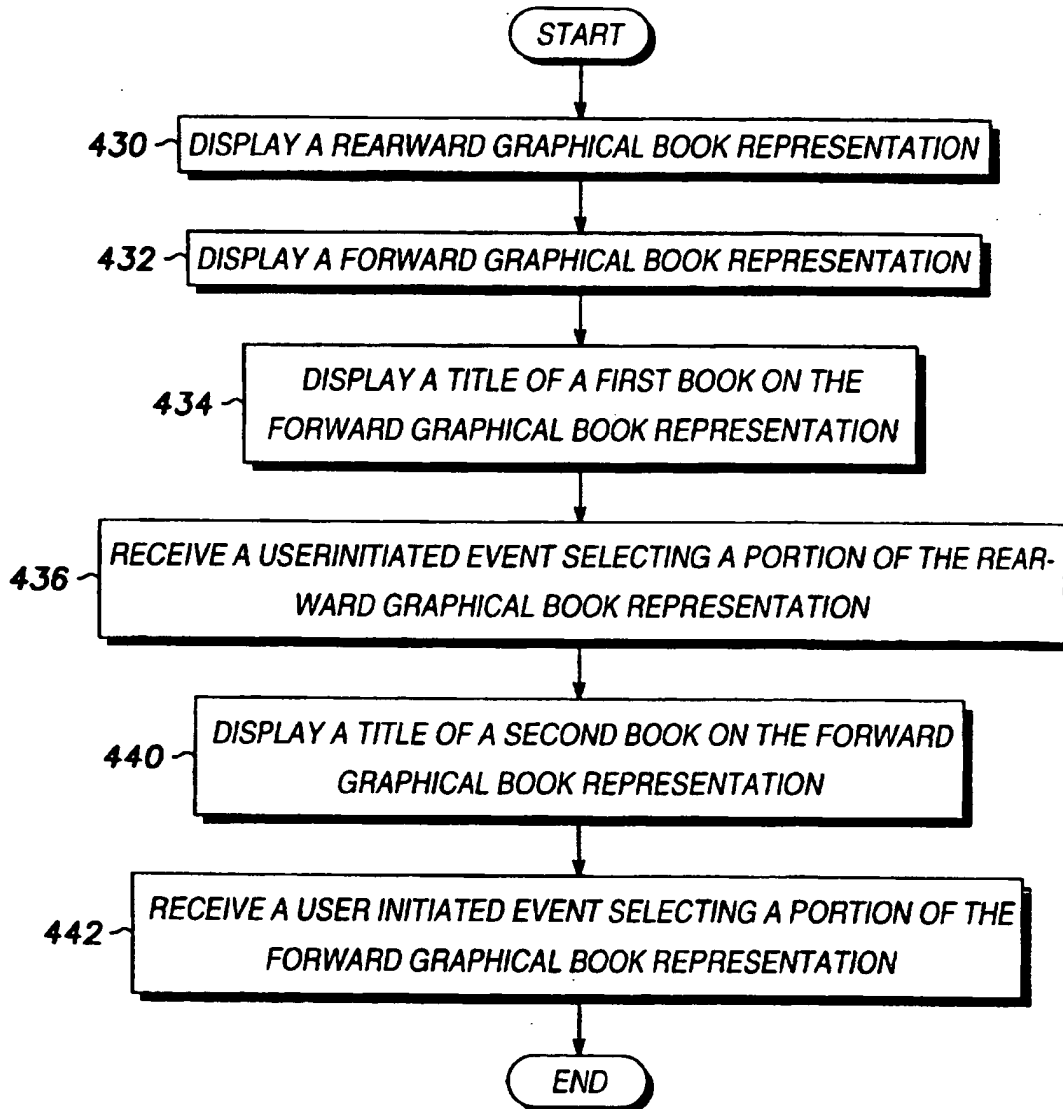 START
430 DISPLAY A REARWARD GRAPHICAL BOOK REPRESENTATION
432 DISPLAY A FORWARD GRAPHICAL BOOK REPRESENTATION
DISPLAY A TITLE OF A FIRST BOOK ON THE
434 FORWARD GRAPHICAL BOOK REPRESENTATION
RECEIVE A USERINITIATED EVENT SELECTING A PORTION OF THE REAR-
436 WARD GRAPHICAL BOOK REPRESENTATION
DISPLAY A TITLE OF A SECOND BOOK ON THE FORWARD
440 GRAPHICAL BOOK REPRESENTATION
RECEIVE A USER INITIATED EVENT SELECTING A PORTION OF THE
442 FORWARD GRAPHICAL BOOK REPRESENTATION
END